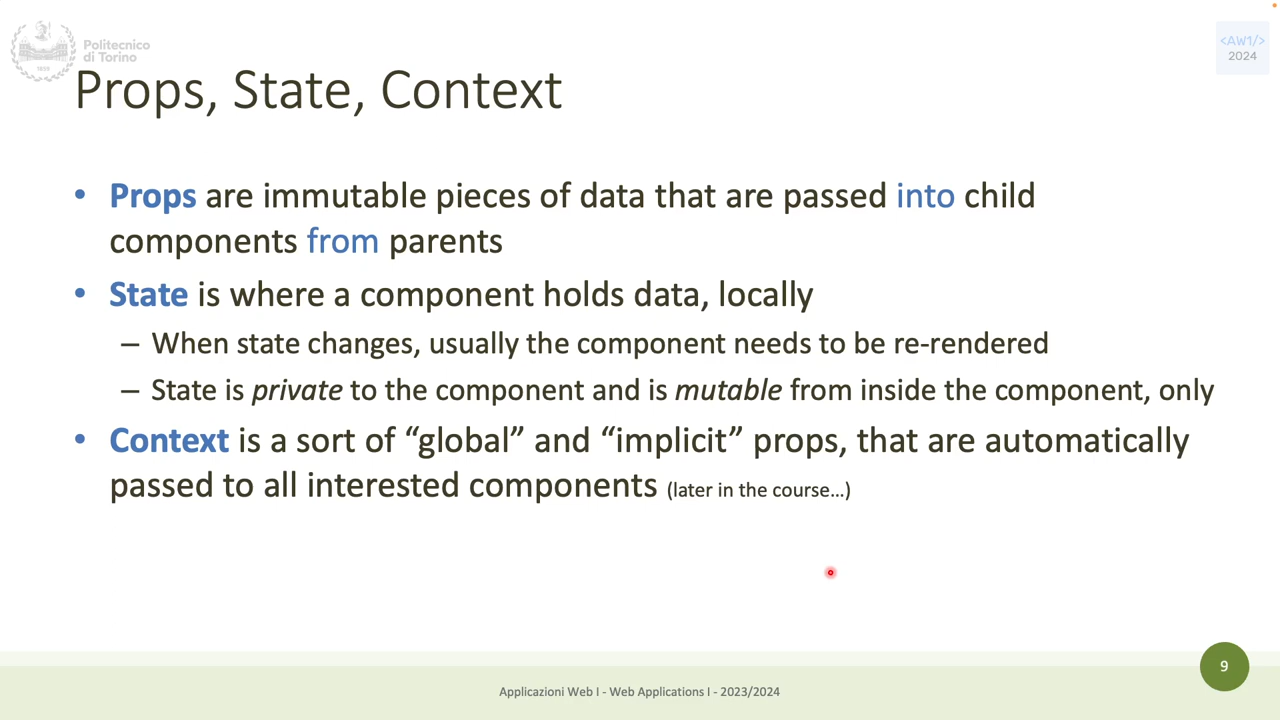 Politecnico
di Torino
1859
<AW1/>
2024
Props, State, Context
• Props are immutable pieces of data that are passed into child
components from parents
• State is where a component holds data, locally
– When state changes, usually the component needs to be re-rendered
– State is private to the component and is mutable from inside the component, only
• Context is a sort of “global” and “implicit” props, that are automatically
passed to all interested components (later in the course…)
9
Applicazioni Web I - Web Applications I - 2023/2024